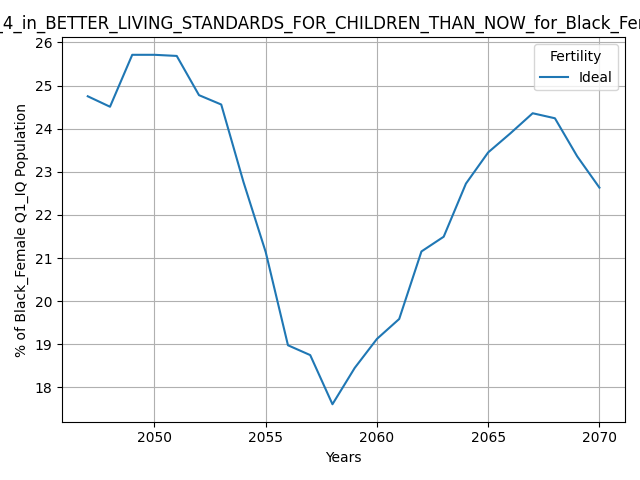 _4_in_BETTER_LIVING_STANDARDS_FOR_CHILDREN_THAN_NOW_for_Black_Fe
Fertility
Ideal
% of Black_Female Q1_IQ Population
26
25
24
23
22
21
20
19
18
2050 2055 2060 2065 2070
Years